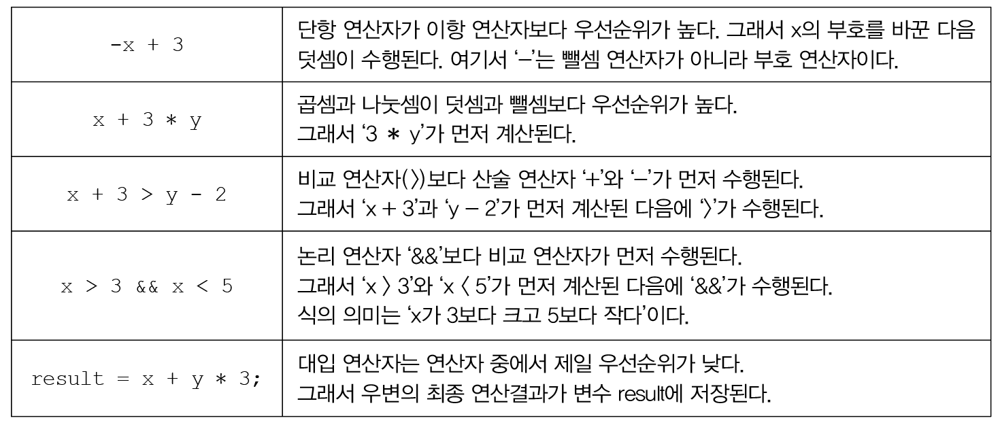 -x + 3
단항 연산자가 이항 연산자보다 우선순위가 높다. 그래서 x의 부호를 바꾼 다음
덧셈이 수행된다. 여기서 ‘–’는 뺄셈 연산자가 아니라 부호 연산자이다.
x + 3 * y
곱셈과 나눗셈이 덧셈과 뺄셈보다 우선순위가 높다.
그래서 ‘3 * y’가 먼저 계산된다.
x + 3 > y - 2
비교 연산자(〉)보다 산술 연산자 ‘+’와 ‘–’가 먼저 수행된다.
그래서 ‘x + 3’과 ‘y – 2’가 먼저 계산된 다음에 ‘〉’가 수행된다.
x > 3 && x < 5
논리 연산자 ‘&&’보다 비교 연산자가 먼저 수행된다.
그래서 ‘x 〉 3’와 ‘x 〈 5’가 먼저 계산된 다음에 ‘&&’가 수행된다.
식의 의미는 ‘x가 3보다 크고 5보다 작다’이다.
result = x + y * 3;
대입 연산자는 연산자 중에서 제일 우선순위가 낮다.
그래서 우변의 최종 연산결과가 변수 result에 저장된다.